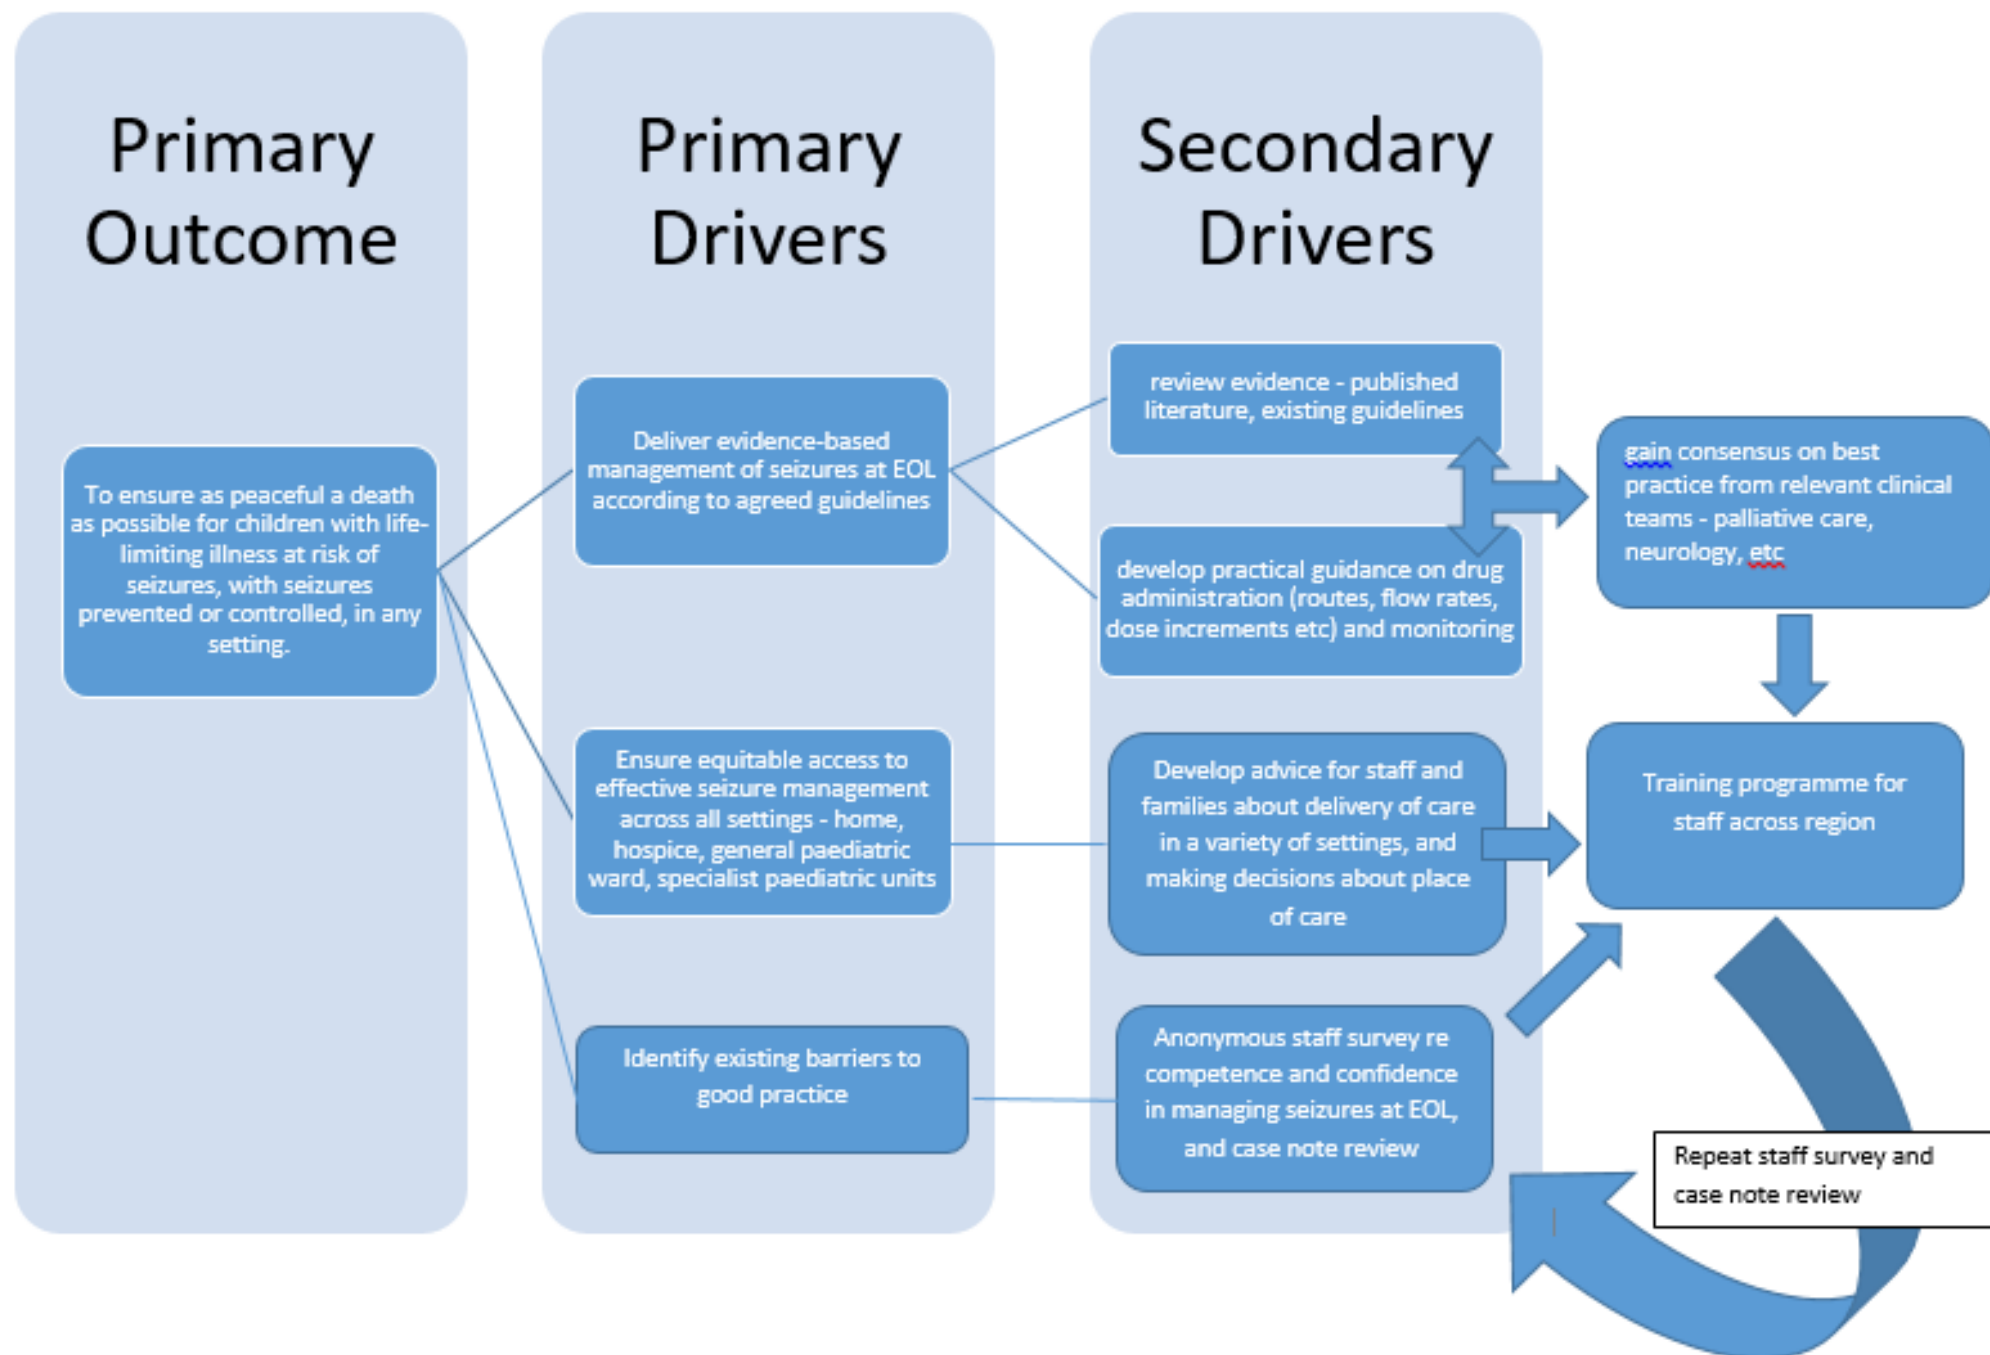 Primary
Outcome
To ensure as peaceful a death
as possible for children with life-
limiting illness at risk of
seizures, with seizures
prevented or controlled, in any
setting.
Primary
Drivers
Deliver evidence-based
management of seizures at EOL
according to agreed guidelines
Ensure equitable access to
effective seizure management
across all settings - home,
hospice, general paediatric
ward, specialist paediatric units
Identify existing barriers to
good practice
Secondary
Drivers
review evidence - published
literature, existing guidelines
develop practical guidance on drug
administration (routes, flow rates,
dose increments etc) and monitoring
Develop advice for staff and
families about delivery of care
in a variety of settings, and
making decisions about place
of care
Anonymous staff survey re
competence and confidence
in managing seizures at EOL,
and case note review
gain consensus on best
practice from relevant clinical
teams - palliative care,
neurology, etc
Training programme for
staff across region
Repeat staff survey and
case note review